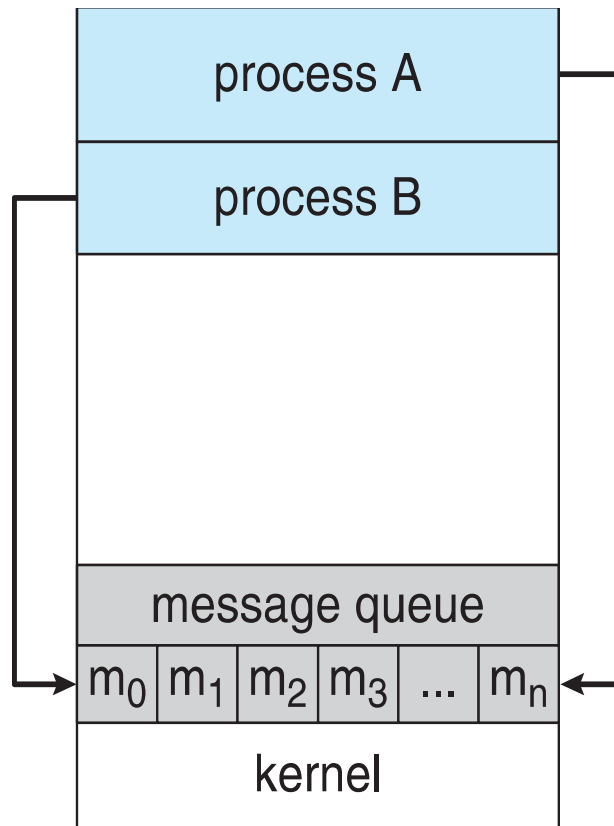 process A
process B
message queue
m₀ m₁ m₂ m₃ ... mₙ
kernel